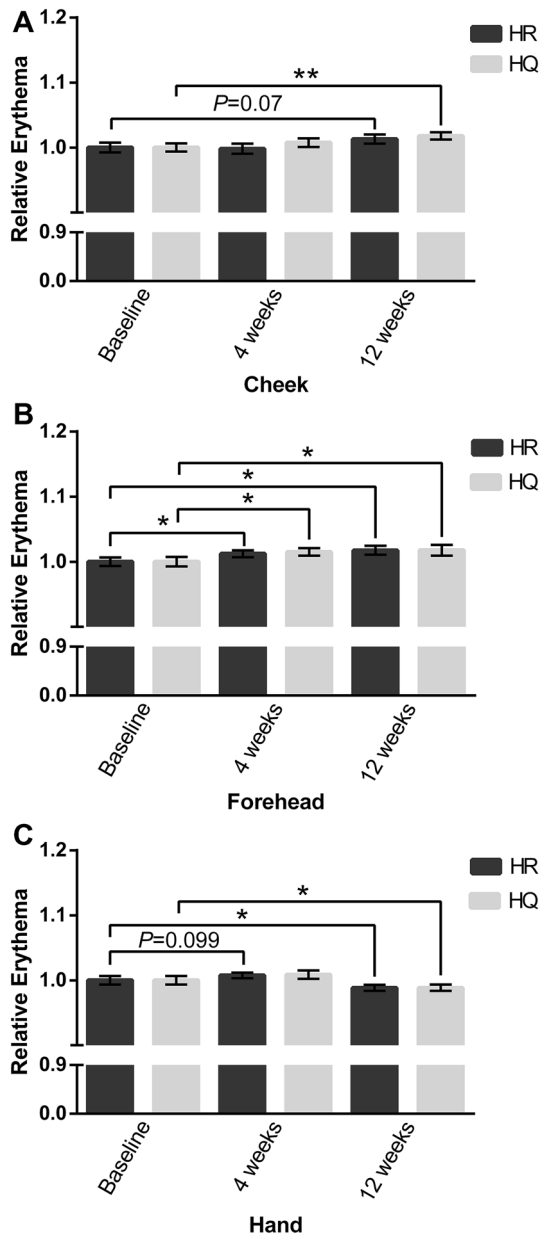 A
1.2
1.1
1.0
0.9
0.0
Relative Erythema
HR
HQ
**
P=0.07
Baseline
4 weeks
12 weeks
Cheek
B
1.2
1.1
1.0
0.9
0.0
Relative Erythema
HR
HQ
*
*
*
*
Baseline
4 weeks
12 weeks
Forehead
C
1.2
1.1
1.0
0.9
0.0
Relative Erythema
HR
HQ
*
*
P=0.099
Baseline
4 weeks
12 weeks
Hand